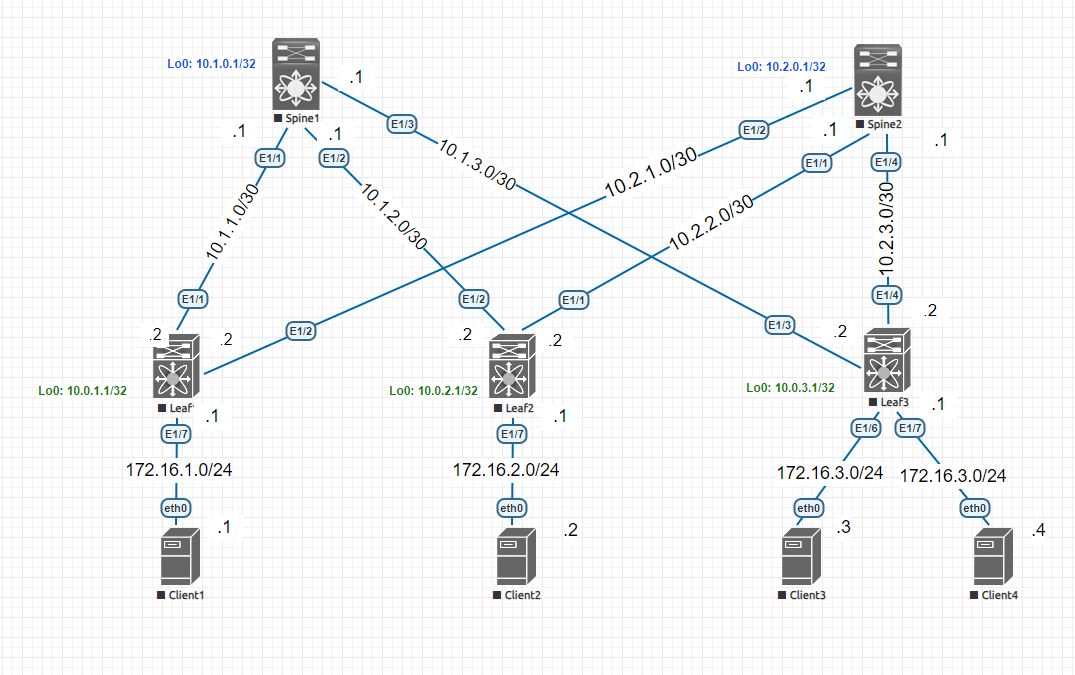 Lo0: 10.1.0.1/32
.1
Spine1
Lo0: 10.2.0.1/32
.1
Spine2
.1
.1
E1/3
E1/2
.1
.1
E1/1
E1/2
E1/1
E1/4
10.1.3.0/30
10.2.1.0/30
10.1.1.0/30
10.1.2.0/30
10.2.2.0/30
10.2.3.0/30
E1/1
E1/2
E1/2
E1/1
E1/3
E1/4
.2
.2
.2
.2
.2
.2
Lo0: 10.0.1.1/32
Leaf
Lo0: 10.0.2.1/32
Leaf2
Lo0: 10.0.3.1/32
Leaf3
.1
.1
.1
E1/7
E1/7
E1/6
E1/7
172.16.1.0/24
172.16.2.0/24
172.16.3.0/24
172.16.3.0/24
eth0
eth0
eth0
eth0
.1
.2
.3
.4
Client1
Client2
Client3
Client4